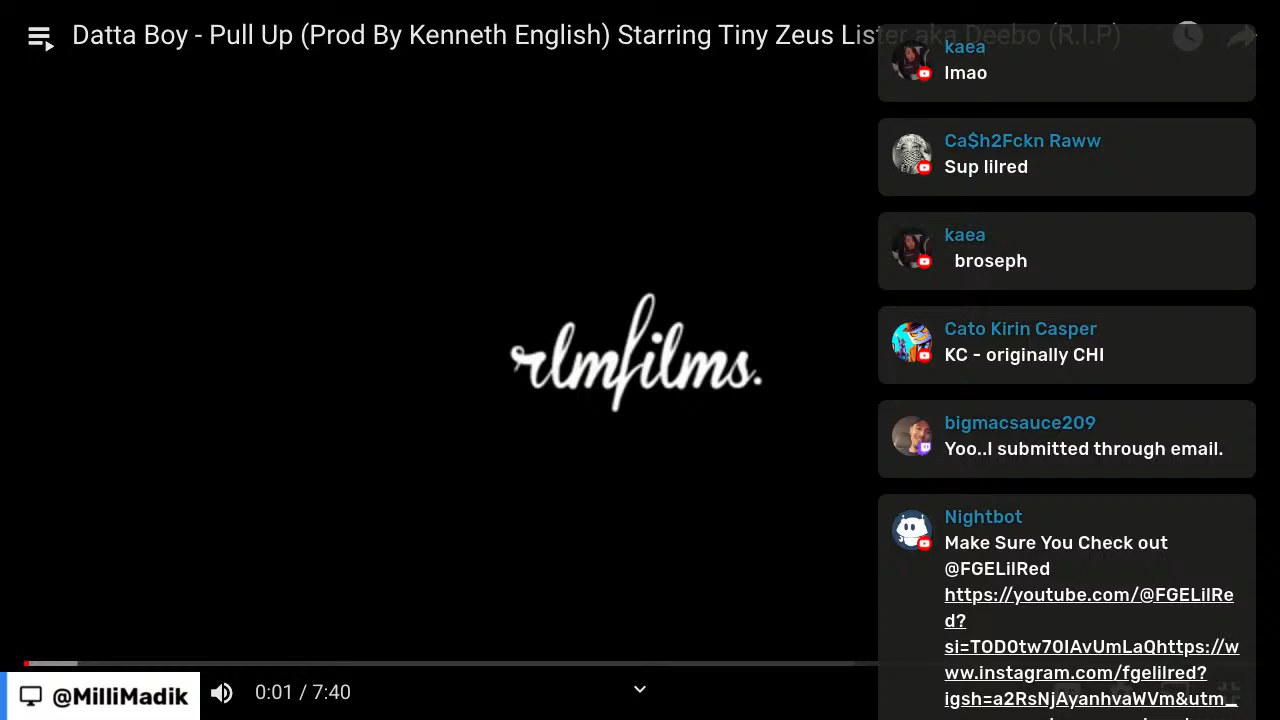 Datta Boy - Pull Up (Prod By Kenneth English) Starring Tiny Zeus Lister aka Deebo (R.I.P)
kaea
lmao
Ca$h2Fckn Raww
Sup lilred
kaea
broseph
Cato Kirin Casper
KC - originally CHI
bigmacsauce209
Yoo..I submitted through email.
Nightbot
Make Sure You Check out
@FGELilRed
https://youtube.com/@FGELilRe
d?
si=TOD0tw70IAvUmLaQhttps://w
ww.instagram.com/fgelilred?
igsh=a2RsNjAyanhvaWVm&utm_
rlmfilms.
@MilliMadik
0:01 / 7:40